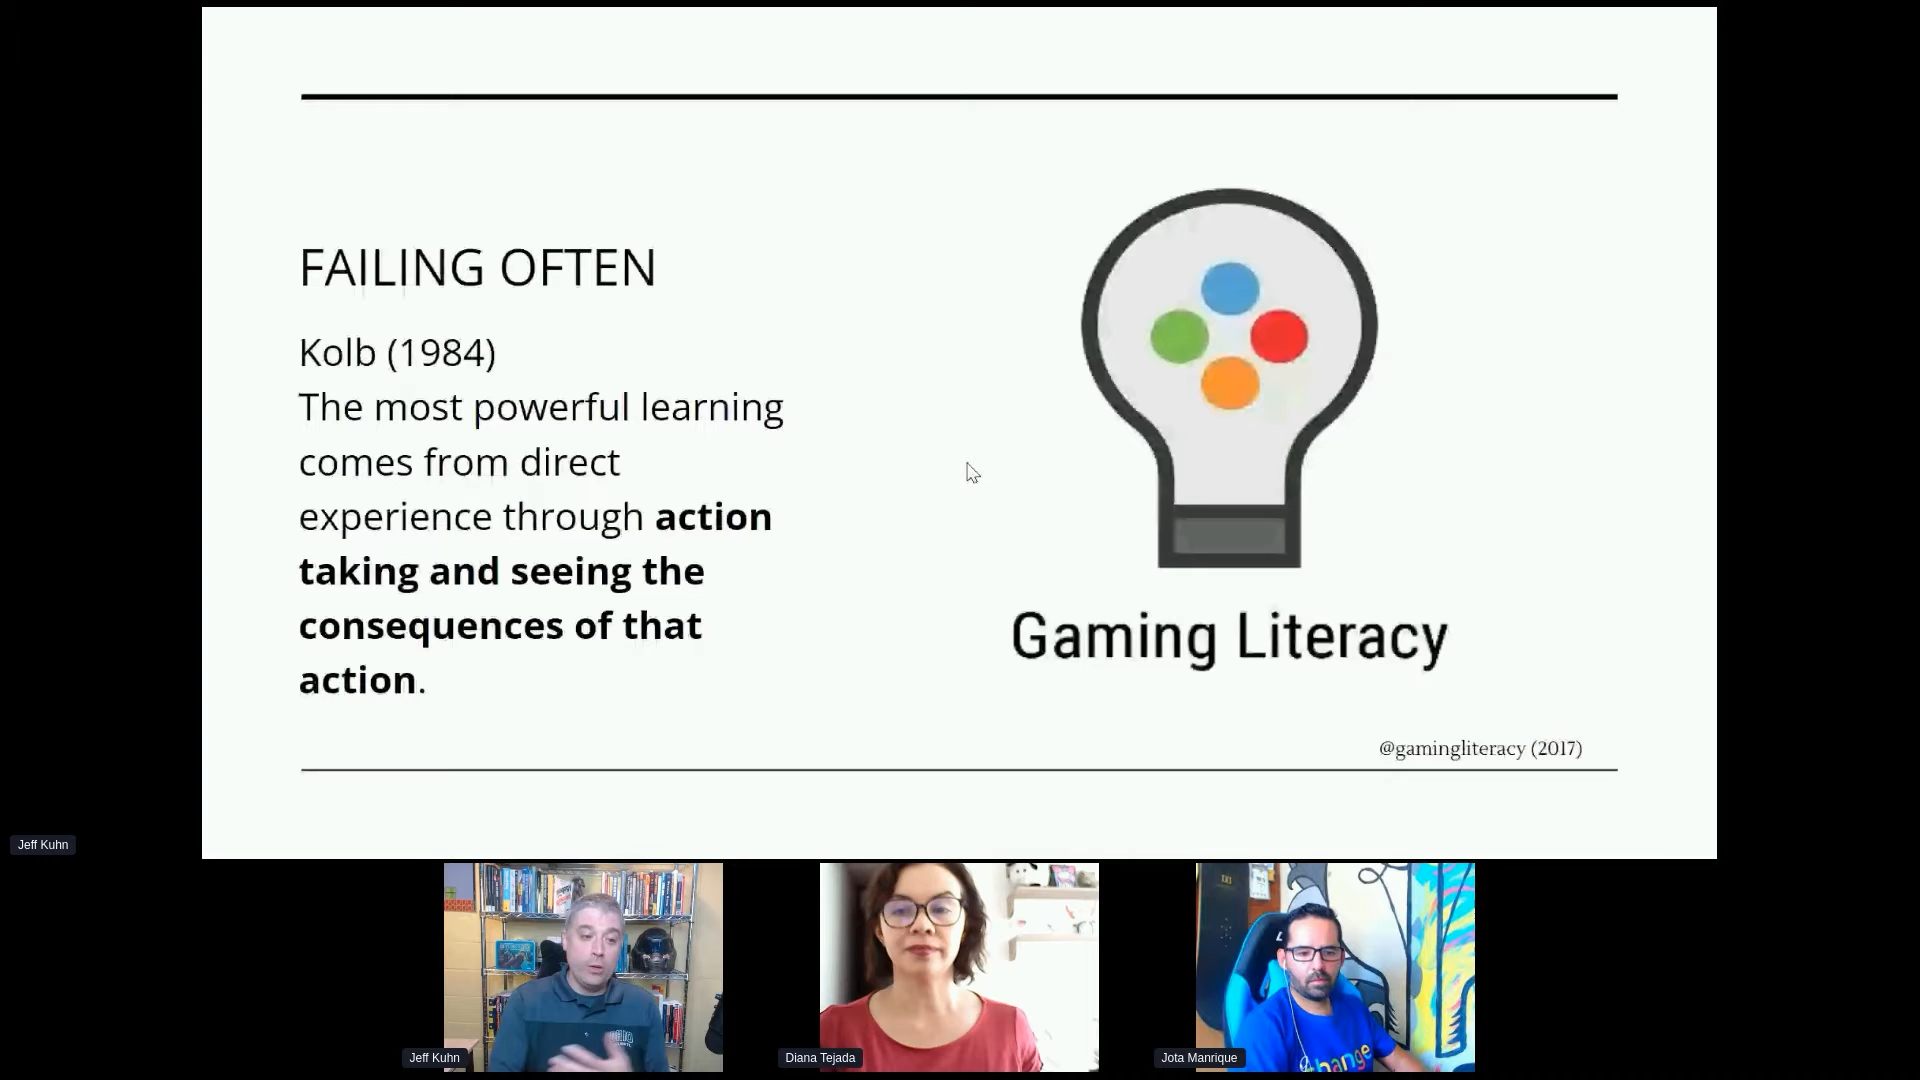 FAILING OFTEN
Kolb (1984)
The most powerful learning
comes from direct
experience through action
taking and seeing the
consequences of that
action.
Gaming Literacy
@gamingliteracy (2017)
Jeff Kuhn
Jeff Kuhn
Diana Tejada
Jota Manrique